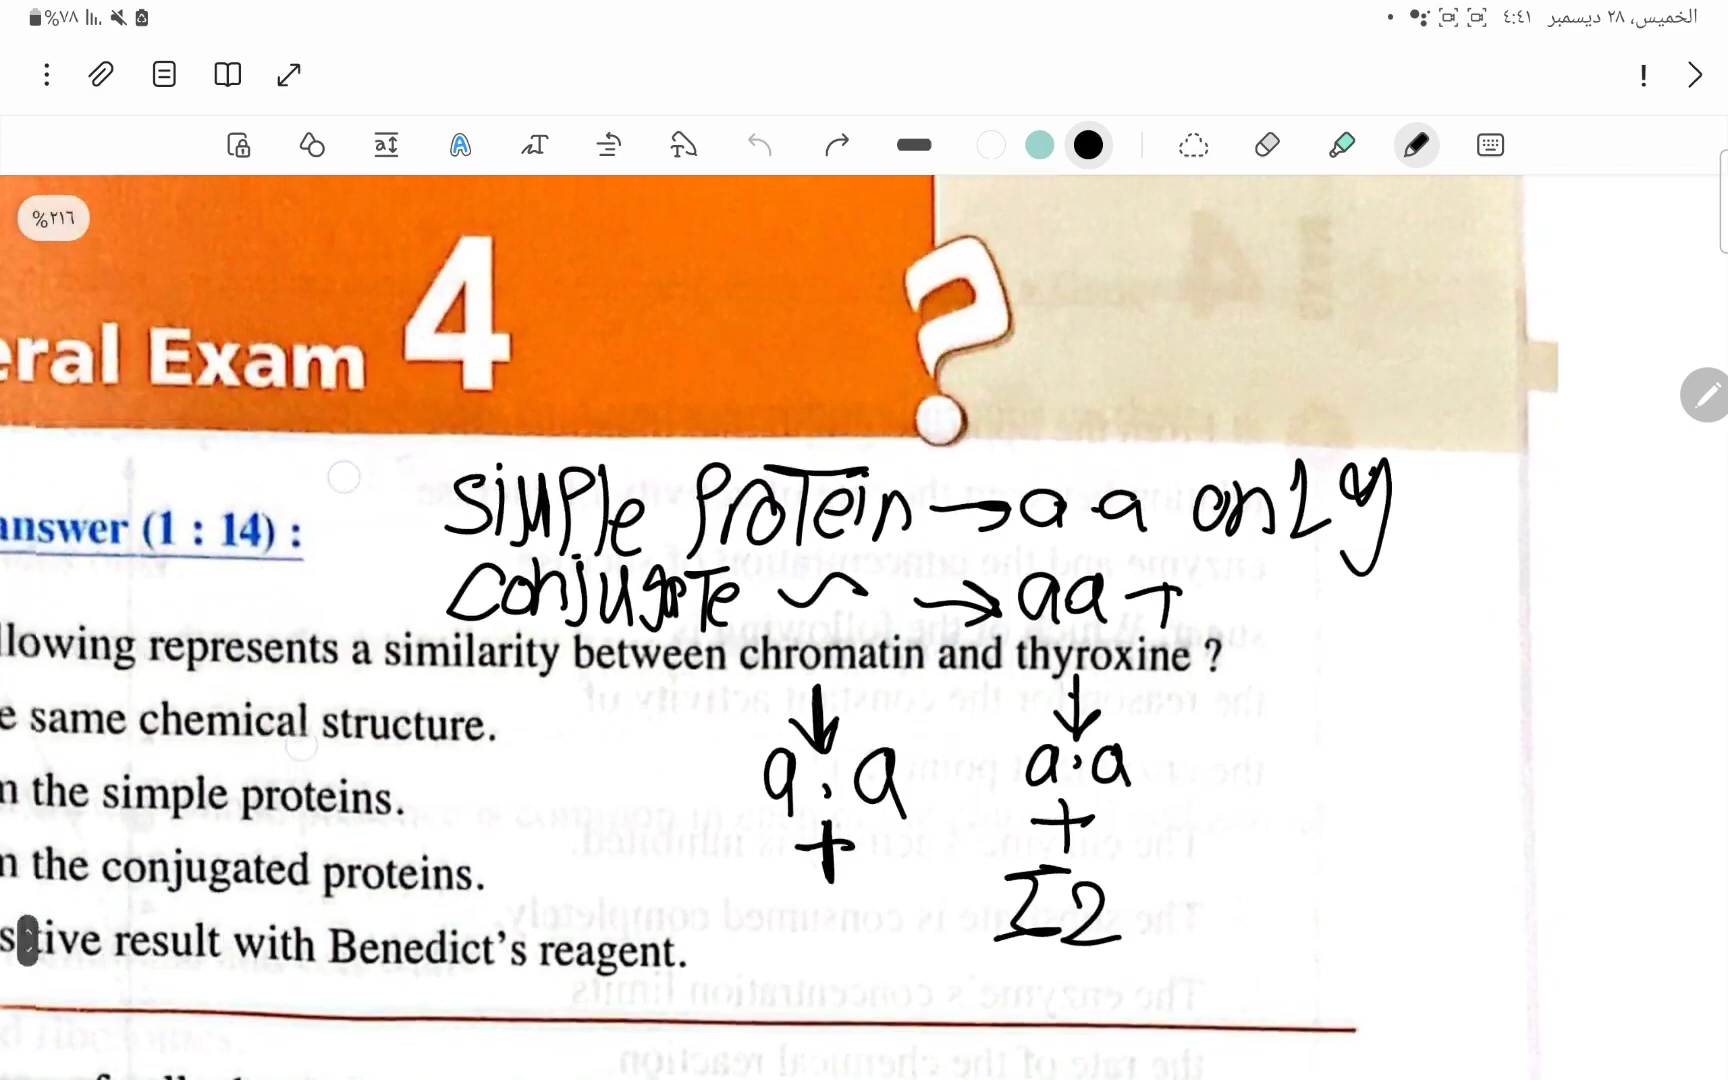 %٧٨
الخميس، ٢٨ ديسمبر ٤:٤١
%٢١٦
eral Exam 4
answer (1 : 14) :
simple protein → a a only
conjugate → aa +
llowing represents a similarity between chromatin and thyroxine ?
e same chemical structure.
a.a
a.a
n the simple proteins.
+
+
n the conjugated proteins.
I2
tive result with Benedict's reagent.